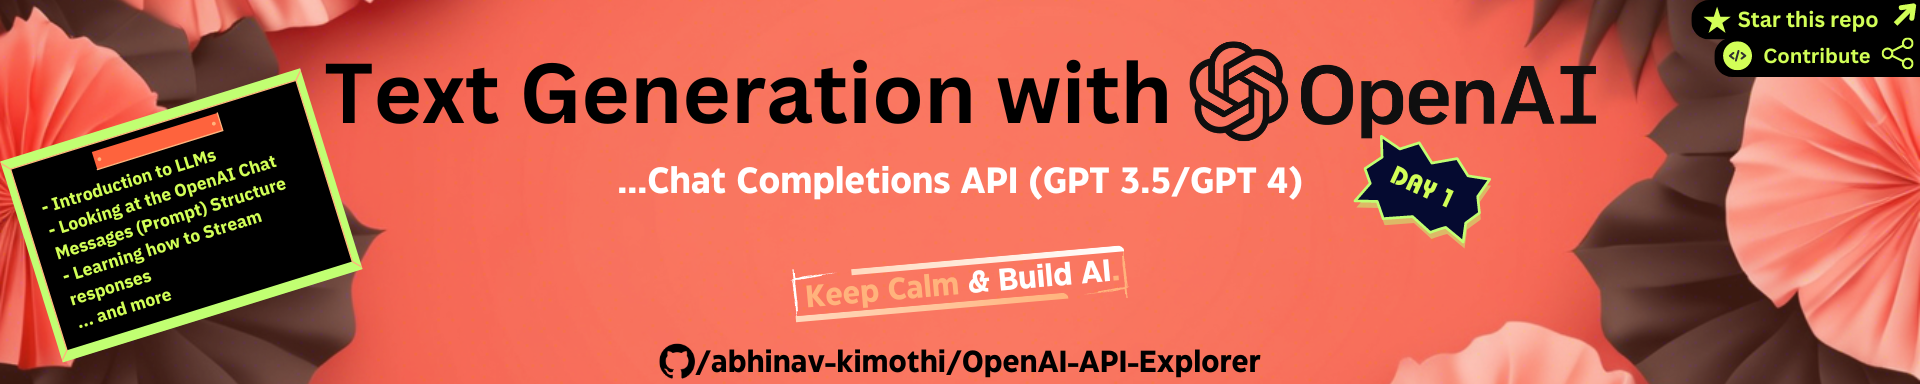 Star this repo
Contribute
Text Generation with OpenAI
...Chat Completions API (GPT 3.5/GPT 4)
DAY 1
- Introduction to LLMs
- Looking at the OpenAI Chat
Messages (Prompt) Structure
- Learning how to Stream
responses
... and more
Keep Calm & Build AI.
/abhinav-kimothi/OpenAI-API-Explorer